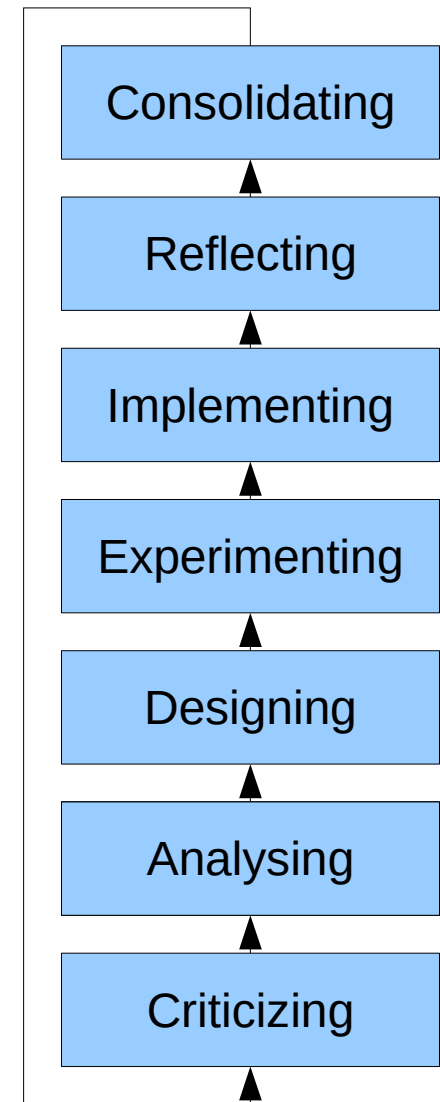 Consolidating
Reflecting
Implementing
Experimenting
Designing
Analysing
Criticizing